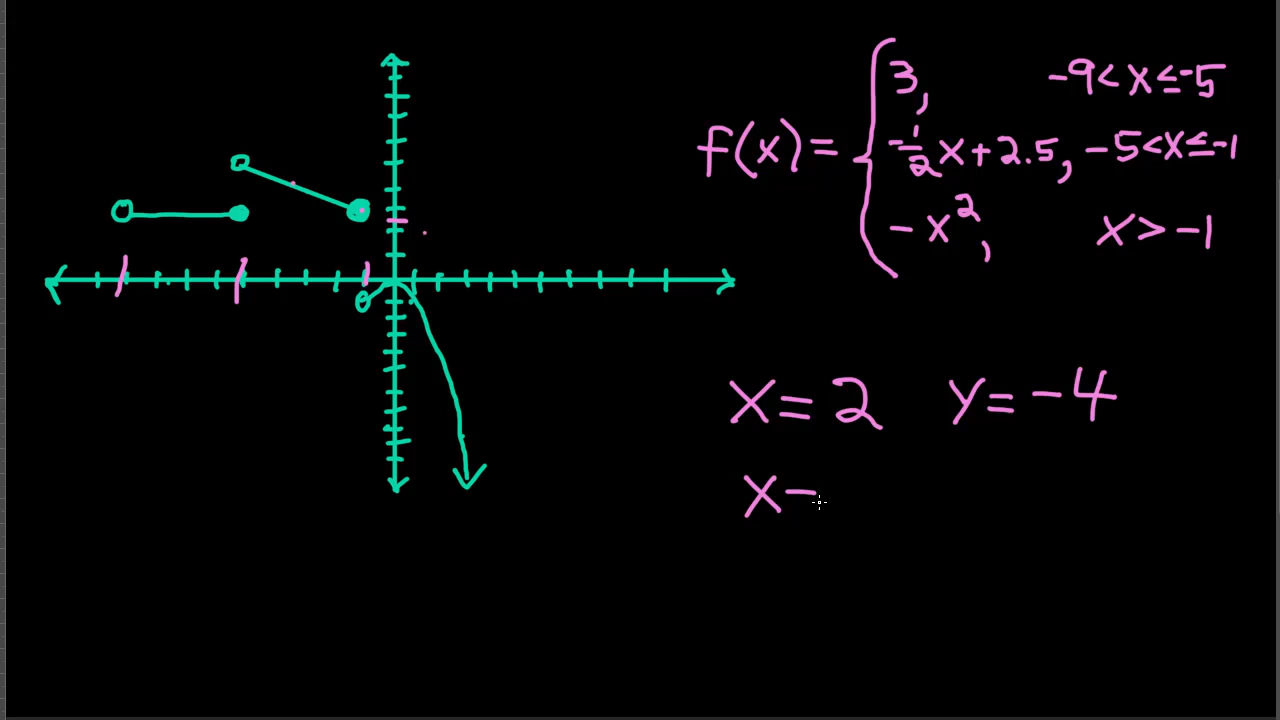 3, -9<x≤-5
f(x)= { -1/2x+2.5, -5<x≤-1
-x², x>-1
x=2 y=-4
x-